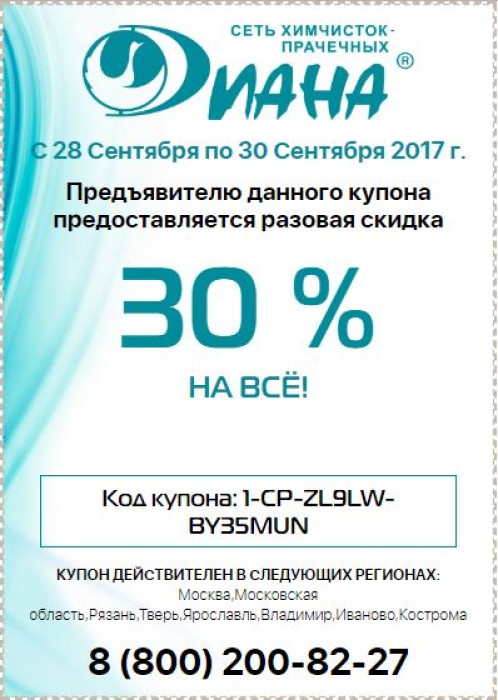 СЕТЬ ХИМЧИСТОК-
ПРАЧЕЧНЫХ
ДИАНА®
С 28 Сентября по 30 Сентября 2017 г.
Предъявителю данного купона
предоставляется разовая скидка
30 %
НА ВСЁ!
Код купона: 1-CP-ZL9LW-
BY35MUN
КУПОН ДЕЙСТВИТЕЛЕН В СЛЕДУЮЩИХ РЕГИОНАХ:
Москва,Московская
область,Рязань,Тверь,Ярославль,Владимир,Иваново,Кострома
8 (800) 200-82-27